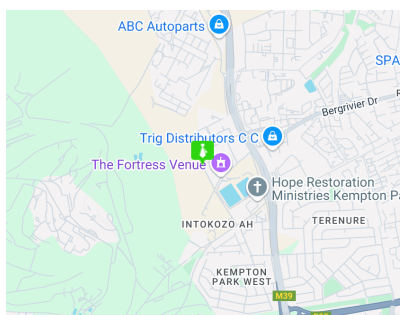 ABC Autoparts
SPA
Bergrivier Dr
Trig Distributors C C
The Fortress Venue
Hope Restoration
Ministries Kempton Pa
INTOKOZO AH
TERENURE
KEMPTON
PARK WEST
M39